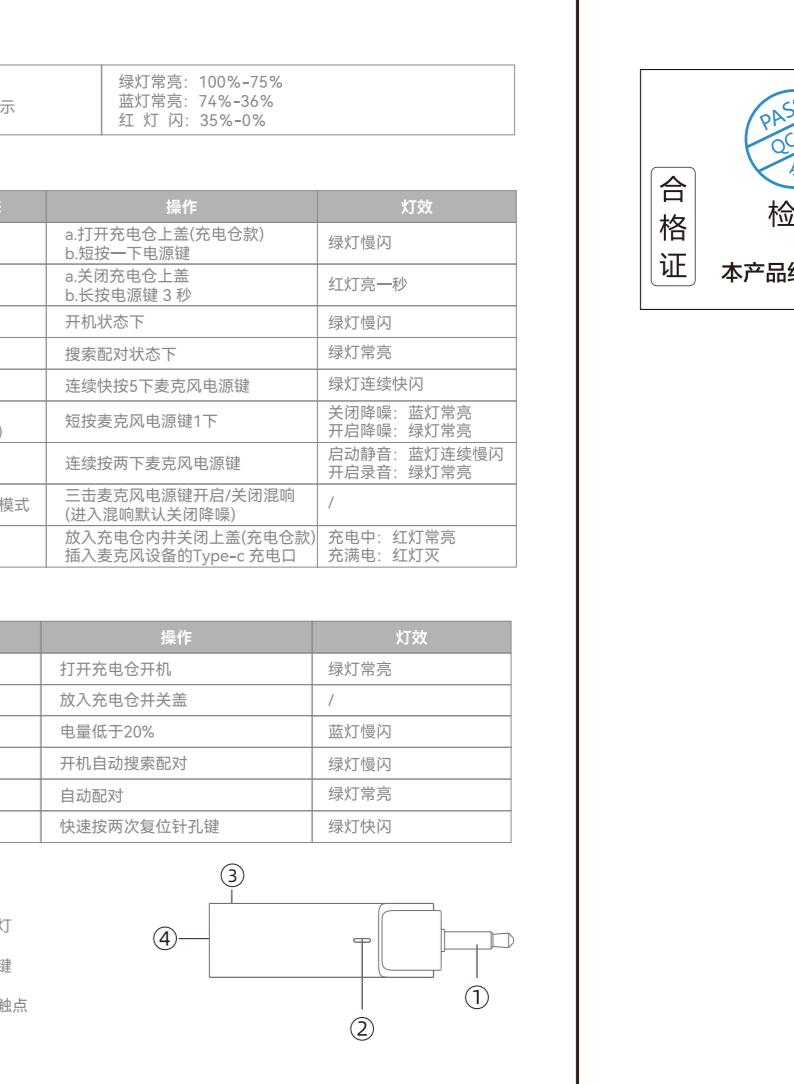 示
绿灯常亮：100%-75%
蓝灯常亮：74%-36%
红 灯 闪：35%-0%
操作
灯效
a.打开充电仓上盖(充电仓款)
b.短按一下电源键
绿灯慢闪
a.关闭充电仓上盖
b.长按电源键 3 秒
红灯亮一秒
开机状态下
绿灯慢闪
搜索配对状态下
绿灯常亮
连续快按5下麦克风电源键
绿灯连续快闪
)
短按麦克风电源键1下
关闭降噪：蓝灯常亮
开启降噪：绿灯常亮
连续按两下麦克风电源键
启动静音：蓝灯连续慢闪
开启录音：绿灯常亮
模式
三击麦克风电源键开启/关闭混响
(进入混响默认关闭降噪)
/
放入充电仓内并关闭上盖(充电仓款)
插入麦克风设备的Type-c 充电口
充电中：红灯常亮
充满电：红灯灭
操作
灯效
打开充电仓开机
绿灯常亮
放入充电仓并关盖
/
电量低于20%
蓝灯慢闪
开机自动搜索配对
绿灯慢闪
自动配对
绿灯常亮
快速按两次复位针孔键
绿灯快闪
灯
键
触点
③
④
①
②
合格证
PAS
QC
检
本产品